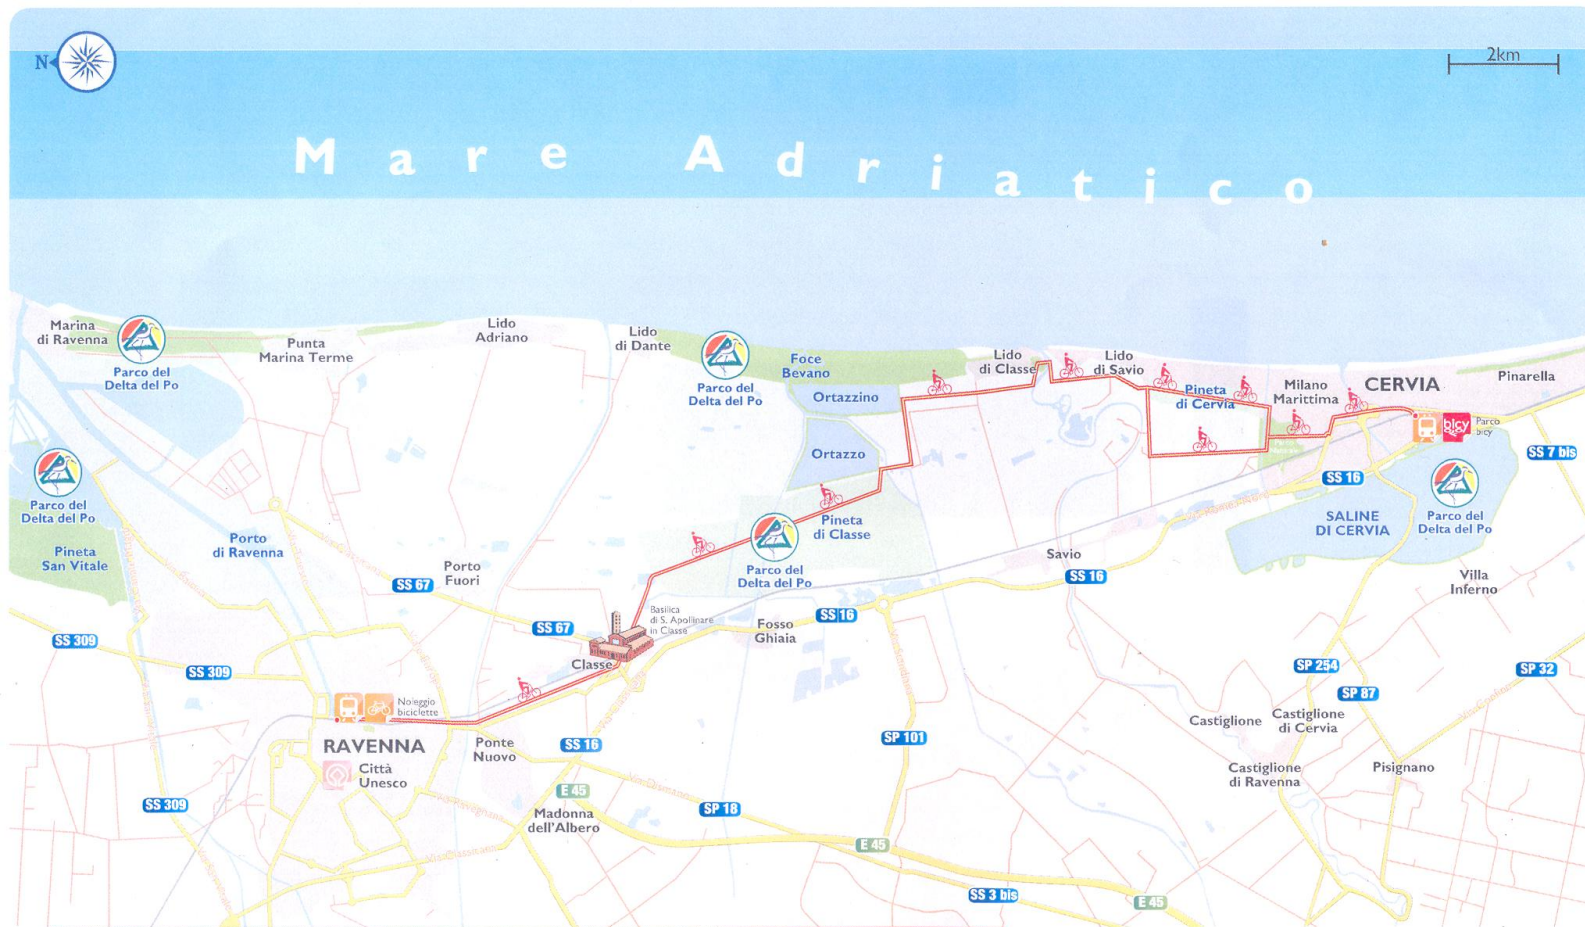 N
2km
Mare Adriatico
Marina
di Ravenna
Parco del
Delta del Po
Punta
Marina Terme
Lido
Adriano
Lido
di Dante
Parco del
Delta del Po
Foce
Bevano
Ortazzino
Ortazzo
Lido
di Classe
Lido
di Savio
Pineta
di Cervia
Milano
Marittima
CERVIA
Pinarella
bicy
Parco
bicy
SS 7 bis
SS 16
SALINE
DI CERVIA
Parco del
Delta del Po
Parco del
Delta del Po
Pineta
San Vitale
Porto
di Ravenna
Porto
Fuori
SS 67
SS 67
Pineta
di Classe
Parco del
Delta del Po
Savio
SS 16
Villa
Inferno
Basilica
di S. Apollinare
in Classe
Classe
Fosso
Ghiaia
SS 16
SS 309
SS 309
SP 254
SP 87
SP 32
Noleggio
biciclette
RAVENNA
Città
Unesco
Ponte
Nuovo
SS 16
SP 101
Castiglione
Castiglione
di Cervia
Castiglione
di Ravenna
Pisignano
SS 309
E 45
Madonna
dell'Albero
SP 18
E 45
SS 3 bis
E 45